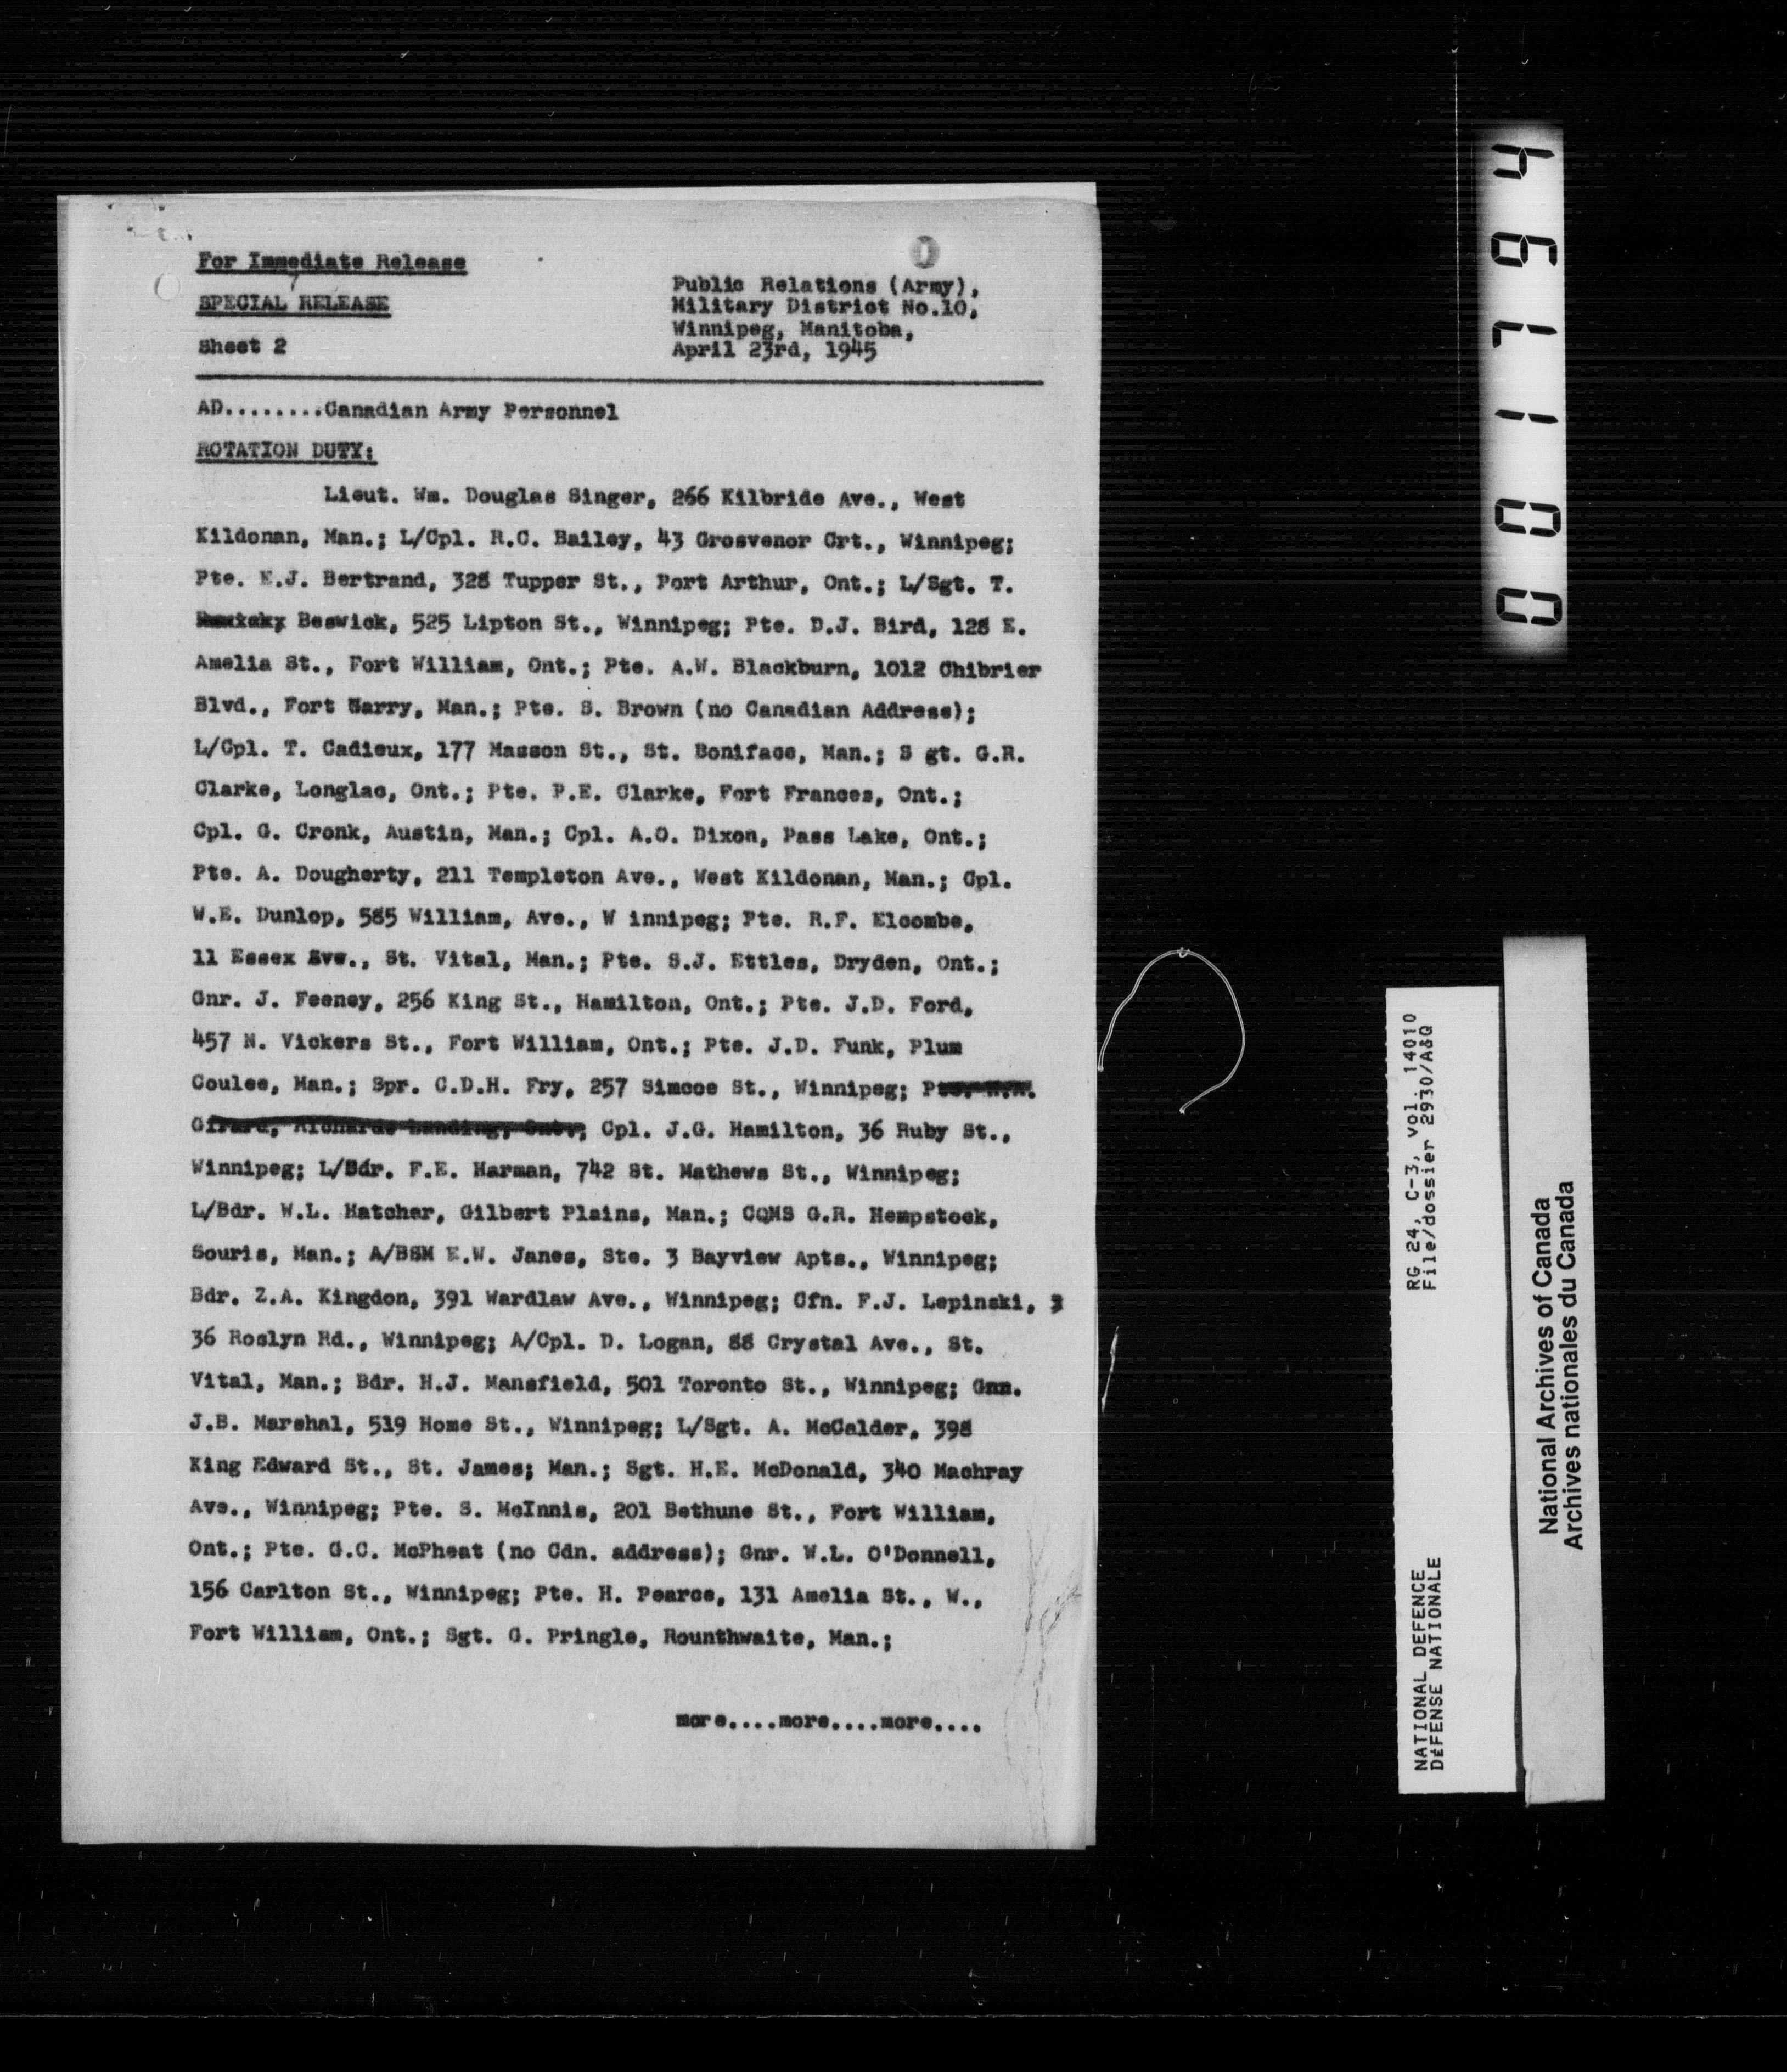 For Immediate Release
SPECIAL RELEASE
Sheet 2
Public Relations (Army),
Military District No.10,
Winnipeg, Manitoba,
April 23rd, 1945
AD........Canadian Army Personnel
ROTATION DUTY:
Lieut. Wm. Douglas Singer, 266 Kilbride Ave., West
Kildonan, Man.; L/Cpl. R.C. Bailey, 43 Grosvenor Crt., Winnipeg;
Pte. E.J. Bertrand, 328 Tupper St., Port Arthur, Ont.; L/Sgt. T.
Beswick, 525 Lipton St., Winnipeg; Pte. D.J. Bird, 128 E.
Amelia St., Fort William, Ont.; Pte. A.W. Blackburn, 1012 Chibrier
Blvd., Fort Garry, Man.; Pte. S. Brown (no Canadian Address);
L/Cpl. T. Cadieux, 177 Masson St., St. Boniface, Man.; S gt. G.R.
Clarke, Longlac, Ont.; Pte. P.E. Clarke, Fort Frances, Ont.;
Cpl. G. Cronk, Austin, Man.; Cpl. A.O. Dixon, Pass Lake, Ont.;
Pte. A. Dougherty, 211 Templeton Ave., West Kildonan, Man.; Cpl.
W.E. Dunlop, 585 William, Ave., W innipeg; Pte. R.F. Elcombe,
11 Essex Ave., St. Vital, Man.; Pte. S.J. Ettles, Dryden, Ont.;
Gnr. J. Feeney, 256 King St., Hamilton, Ont.; Pte. J.D. Ford,
457 N. Vickers St., Fort William, Ont.; Pte. J.D. Funk, Plum
Coulee, Man.; Spr. C.D.H. Fry, 257 Simcoe St., Winnipeg; Pte.
Girard, Richards Landing, Ont.; Cpl. J.G. Hamilton, 36 Ruby St.,
Winnipeg; L/Bdr. F.E. Harman, 742 St. Mathews St., Winnipeg;
L/Bdr. W.L. Hatcher, Gilbert Plains, Man.; CQMS G.R. Hempstock,
Souris, Man.; A/BSM E.W. Janes, Ste. 3 Bayview Apts., Winnipeg;
Bdr. Z.A. Kingdon, 391 Wardlaw Ave., Winnipeg; Cfn. F.J. Lepinski, 3
36 Roslyn Rd., Winnipeg; A/Cpl. D. Logan, 88 Crystal Ave., St.
Vital, Man.; Bdr. H.J. Mansfield, 501 Toronto St., Winnipeg; Gnn.
J.B. Marshal, 519 Home St., Winnipeg; L/Sgt. A. McCalder, 398
King Edward St., St. James; Man.; Sgt. H.E. McDonald, 340 Machray
Ave., Winnipeg; Pte. S. McInnis, 201 Bethune St., Fort William,
Ont.; Pte. G.C. McPheat (no Cdn. address); Gnr. W.L. O'Donnell,
156 Carlton St., Winnipeg; Pte. H. Pearce, 131 Amelia St., W.,
Fort William, Ont.; Sgt. G. Pringle, Rounthwaite, Man.;
more....more....more....
001794
NATIONAL DEFENCE
DÉFENSE NATIONALE
RG 24, C-3, vol. 14010
File/dossier 2930/A&Q
National Archives of Canada
Archives nationales du Canada